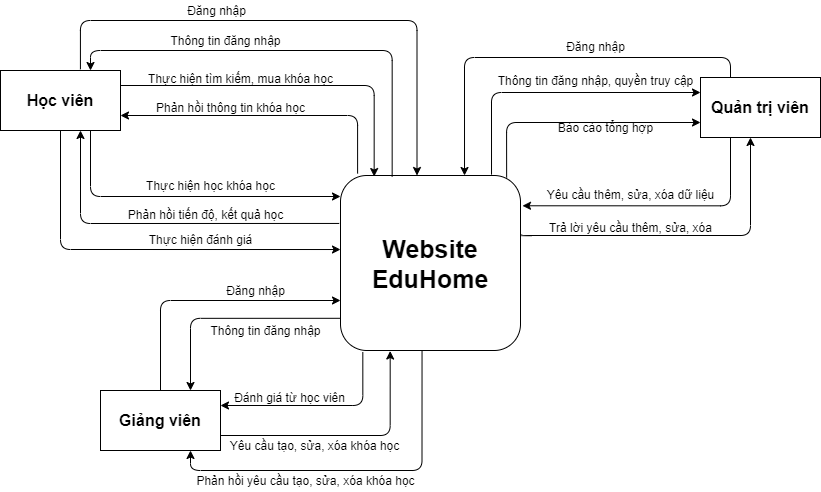 Đăng nhập
Thông tin đăng nhập
Thực hiện tìm kiếm, mua khóa học
Phản hồi thông tin khóa học
Học viên
Thực hiện học khóa học
Phản hồi tiến độ, kết quả học
Thực hiện đánh giá
Đăng nhập
Thông tin đăng nhập, quyền truy cập
Báo cáo tổng hợp
Quản trị viên
Yêu cầu thêm, sửa, xóa dữ liệu
Trả lời yêu cầu thêm, sửa, xóa
Website
EduHome
Đăng nhập
Thông tin đăng nhập
Đánh giá từ học viên
Giảng viên
Yêu cầu tạo, sửa, xóa khóa học
Phản hồi yêu cầu tạo, sửa, xóa khóa học